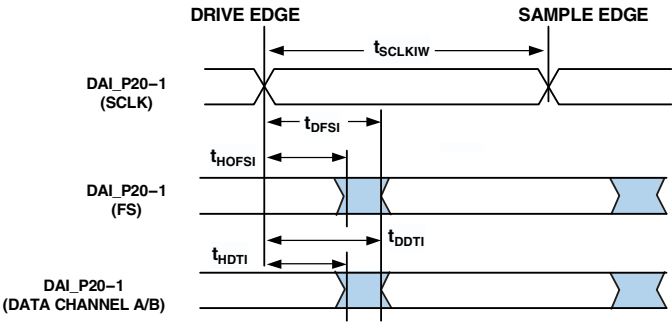 DRIVE EDGE SAMPLE EDGE
tSCLKIW
DAI_P20–1
(SCLK)
tDFSI
tHOFSI
DAI_P20–1
(FS)
tDDTI
tHDTI
DAI_P20–1
(DATA CHANNEL A/B)